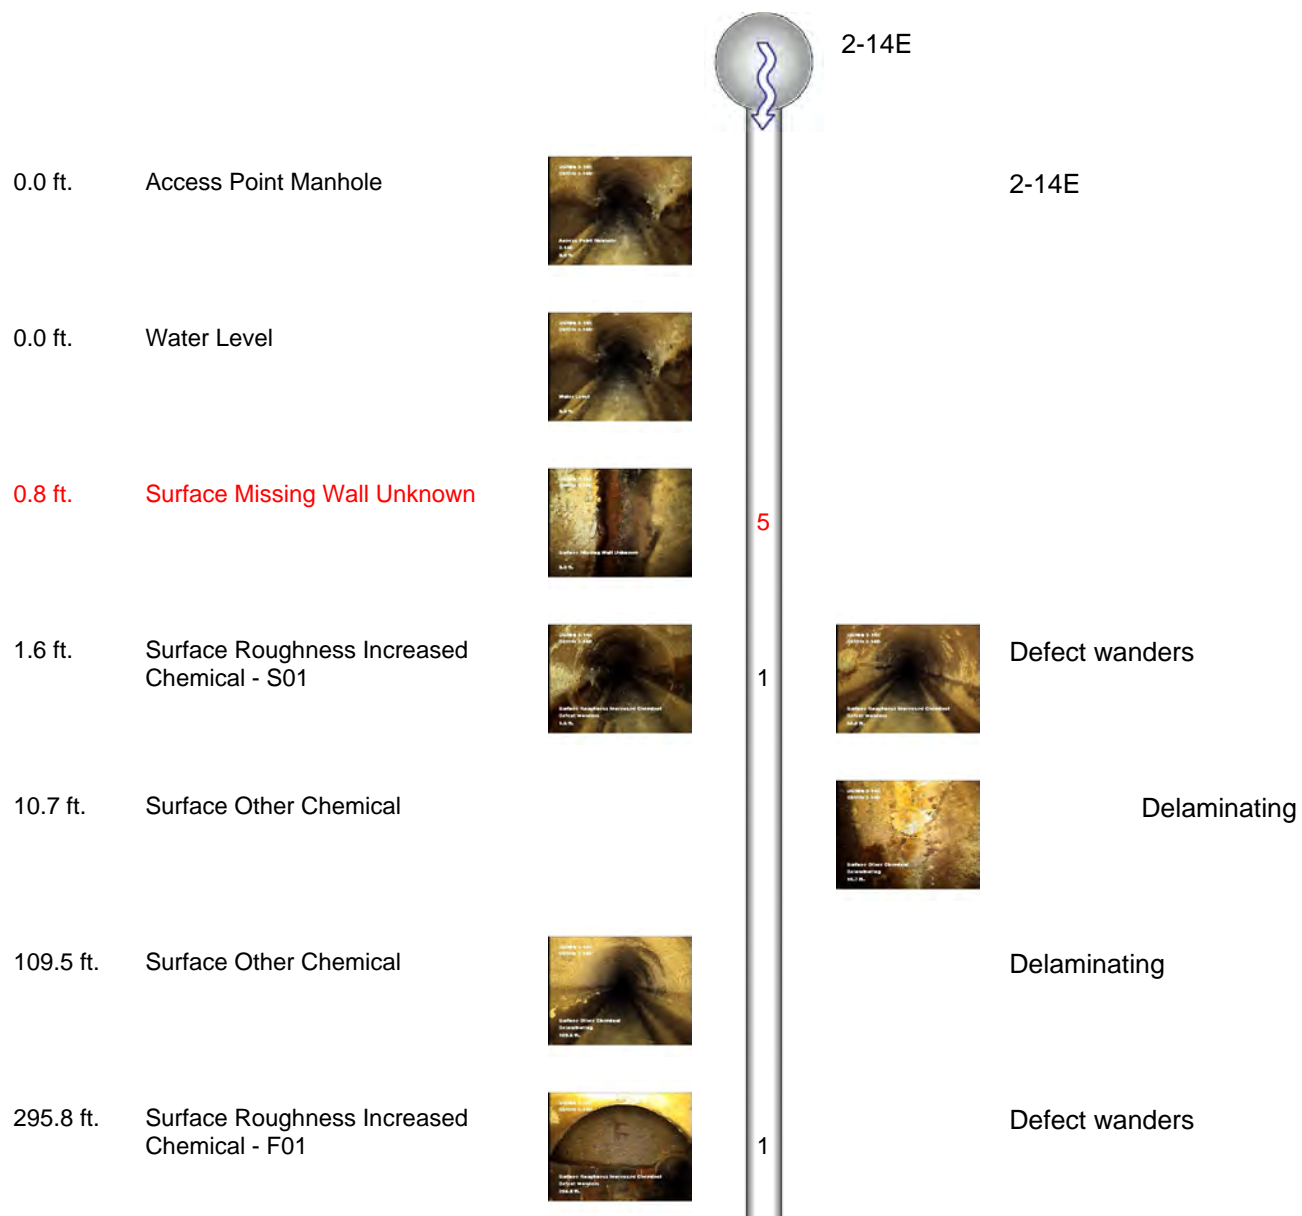 2-14E
0.0 ft. Access Point Manhole 2-14E
0.0 ft. Water Level
0.8 ft. Surface Missing Wall Unknown
5
1.6 ft. Surface Roughness Increased
Chemical - S01
1
Defect wanders
10.7 ft. Surface Other Chemical Delaminating
109.5 ft. Surface Other Chemical Delaminating
295.8 ft. Surface Roughness Increased
Chemical - F01
1
Defect wanders